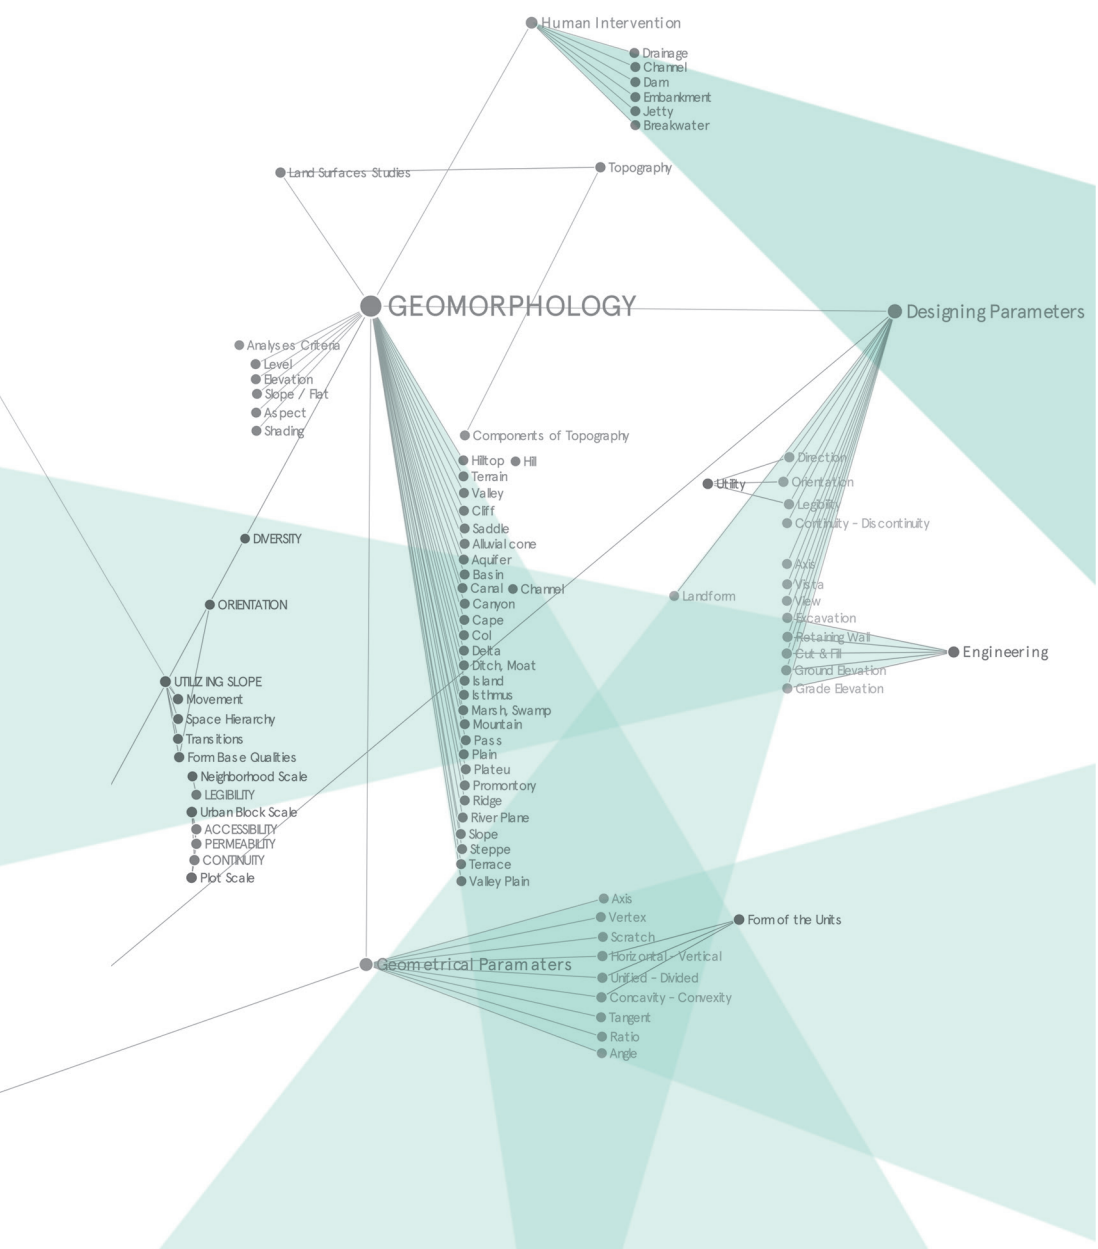 Human Intervention
Drainage
Channel
Dam
Embankment
Jetty
Breakwater
Land Surfaces Studies
Topography
GEOMORPHOLOGY
Designing Parameters
Analyses Criteria
Level
Elevation
Slope / Flat
Aspect
Shading
Components of Topography
Hilltop
Hill
Terrain
Valley
Cliff
Saddle
Alluvial cone
Aquifer
Basin
Canal
Channel
Canyon
Cape
Col
Delta
Ditch, Moat
Island
Isthmus
Marsh, Swamp
Mountain
Pass
Plain
Plateu
Promontory
Ridge
River Plane
Slope
Steppe
Terrace
Valley Plain
Direction
Utility
Orientation
Legibility
Continuity - Discontinuity
Axis
Vista
View
Excavation
Retaining Wall
Cut & Fill
Ground Elevation
Grade Elevation
Landform
Engineering
DIVERSITY
ORIENTATION
UTILIZING SLOPE
Movement
Space Hierarchy
Transitions
Form Base Qualities
Neighborhood Scale
LEGIBILITY
Urban Block Scale
ACCESSIBILITY
PERMEABILITY
CONTINUITY
Plot Scale
Geometrical Paramaters
Axis
Vertex
Scratch
Horizontal - Vertical
Unified - Divided
Concavity - Convexity
Tangent
Ratio
Angle
Form of the Units